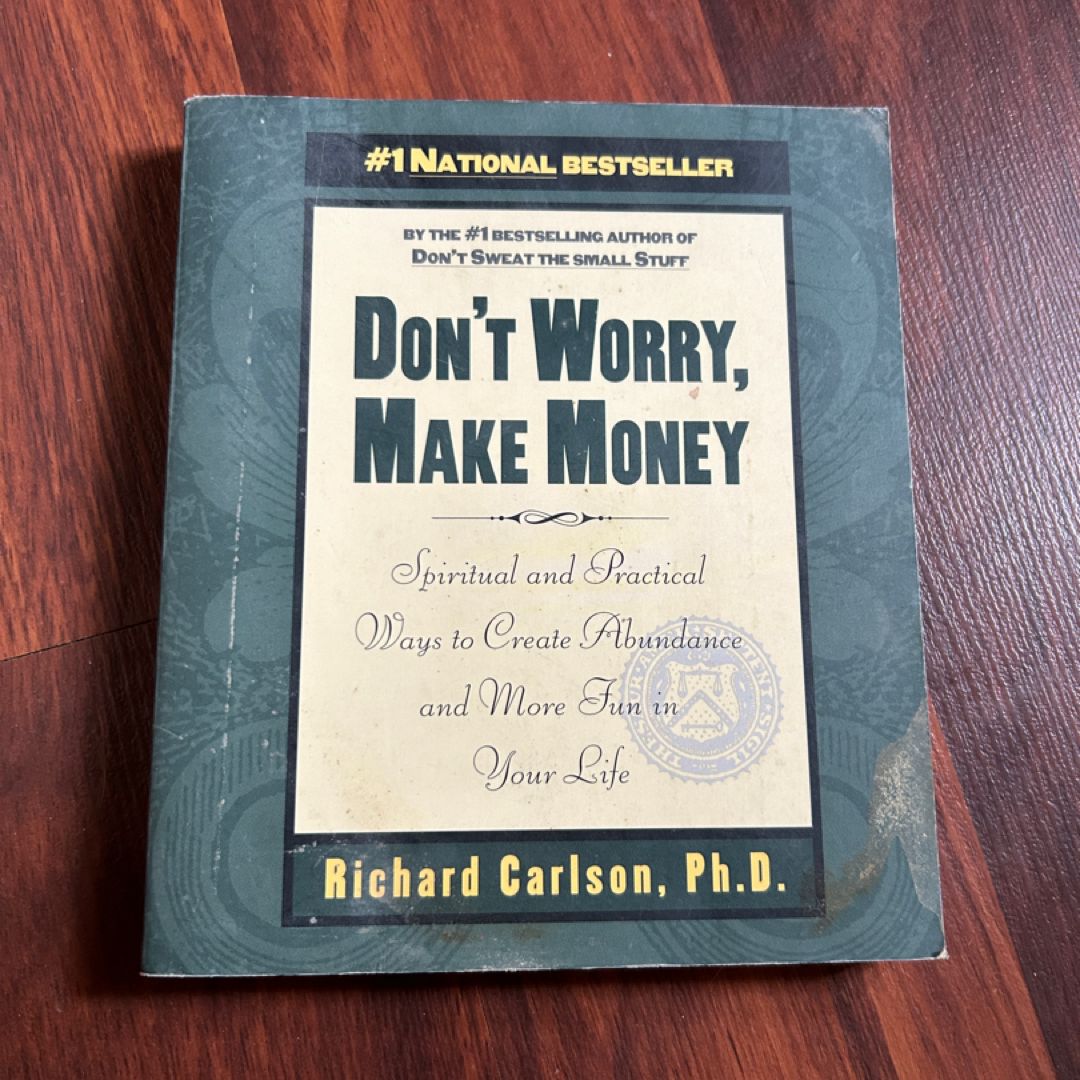 #1 NATIONAL BESTSELLER
BY THE #1 BESTSELLING AUTHOR OF
DON'T SWEAT THE SMALL STUFF
DON'T WORRY,
MAKE MONEY
Spiritual and Practical
Ways to Create Abundance
and More Fun in
Your Life
Richard Carlson, Ph.D.